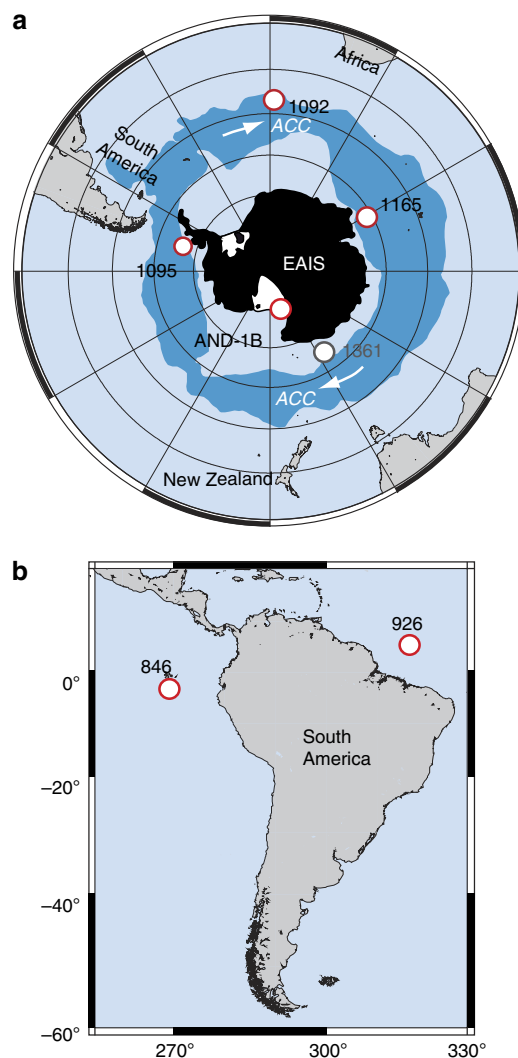 a
Africa
1092
ACC
South
America
1165
1095
EAIS
AND-1B
1361
ACC
New Zealand
b
926
846
0°
South
America
–20°
–40°
–60°
270°
300°
330°